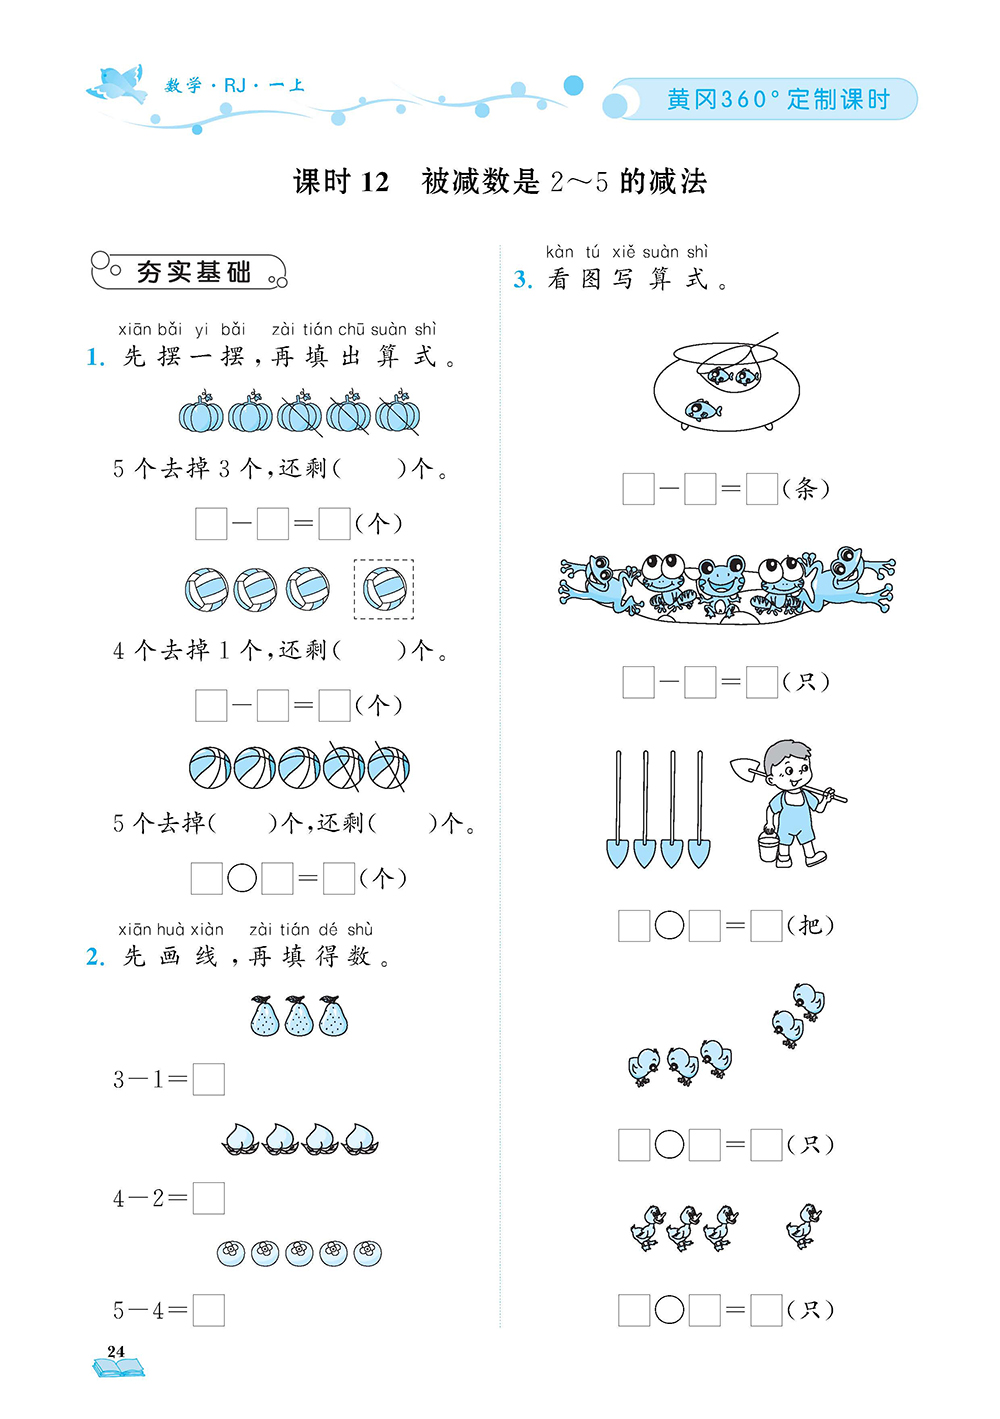 数学·RJ·一上
黄冈360°定制课时
课时12 被减数是2～5的减法
夯实基础
xiān bǎi yi bǎi zài tián chū suàn shì
1. 先摆一摆,再填出算式。
5个去掉3个,还剩( )个。
□－□＝□(个)
4个去掉1个,还剩( )个。
□－□＝□(个)
5个去掉( )个,还剩( )个。
□○□＝□(个)
xiān huà xiàn zài tián dé shù
2. 先画线,再填得数。
3－1＝□
4－2＝□
5－4＝□
kàn tú xiě suàn shì
3. 看图写算式。
□－□＝□(条)
□－□＝□(只)
□○□＝□(把)
□○□＝□(只)
□○□＝□(只)
24